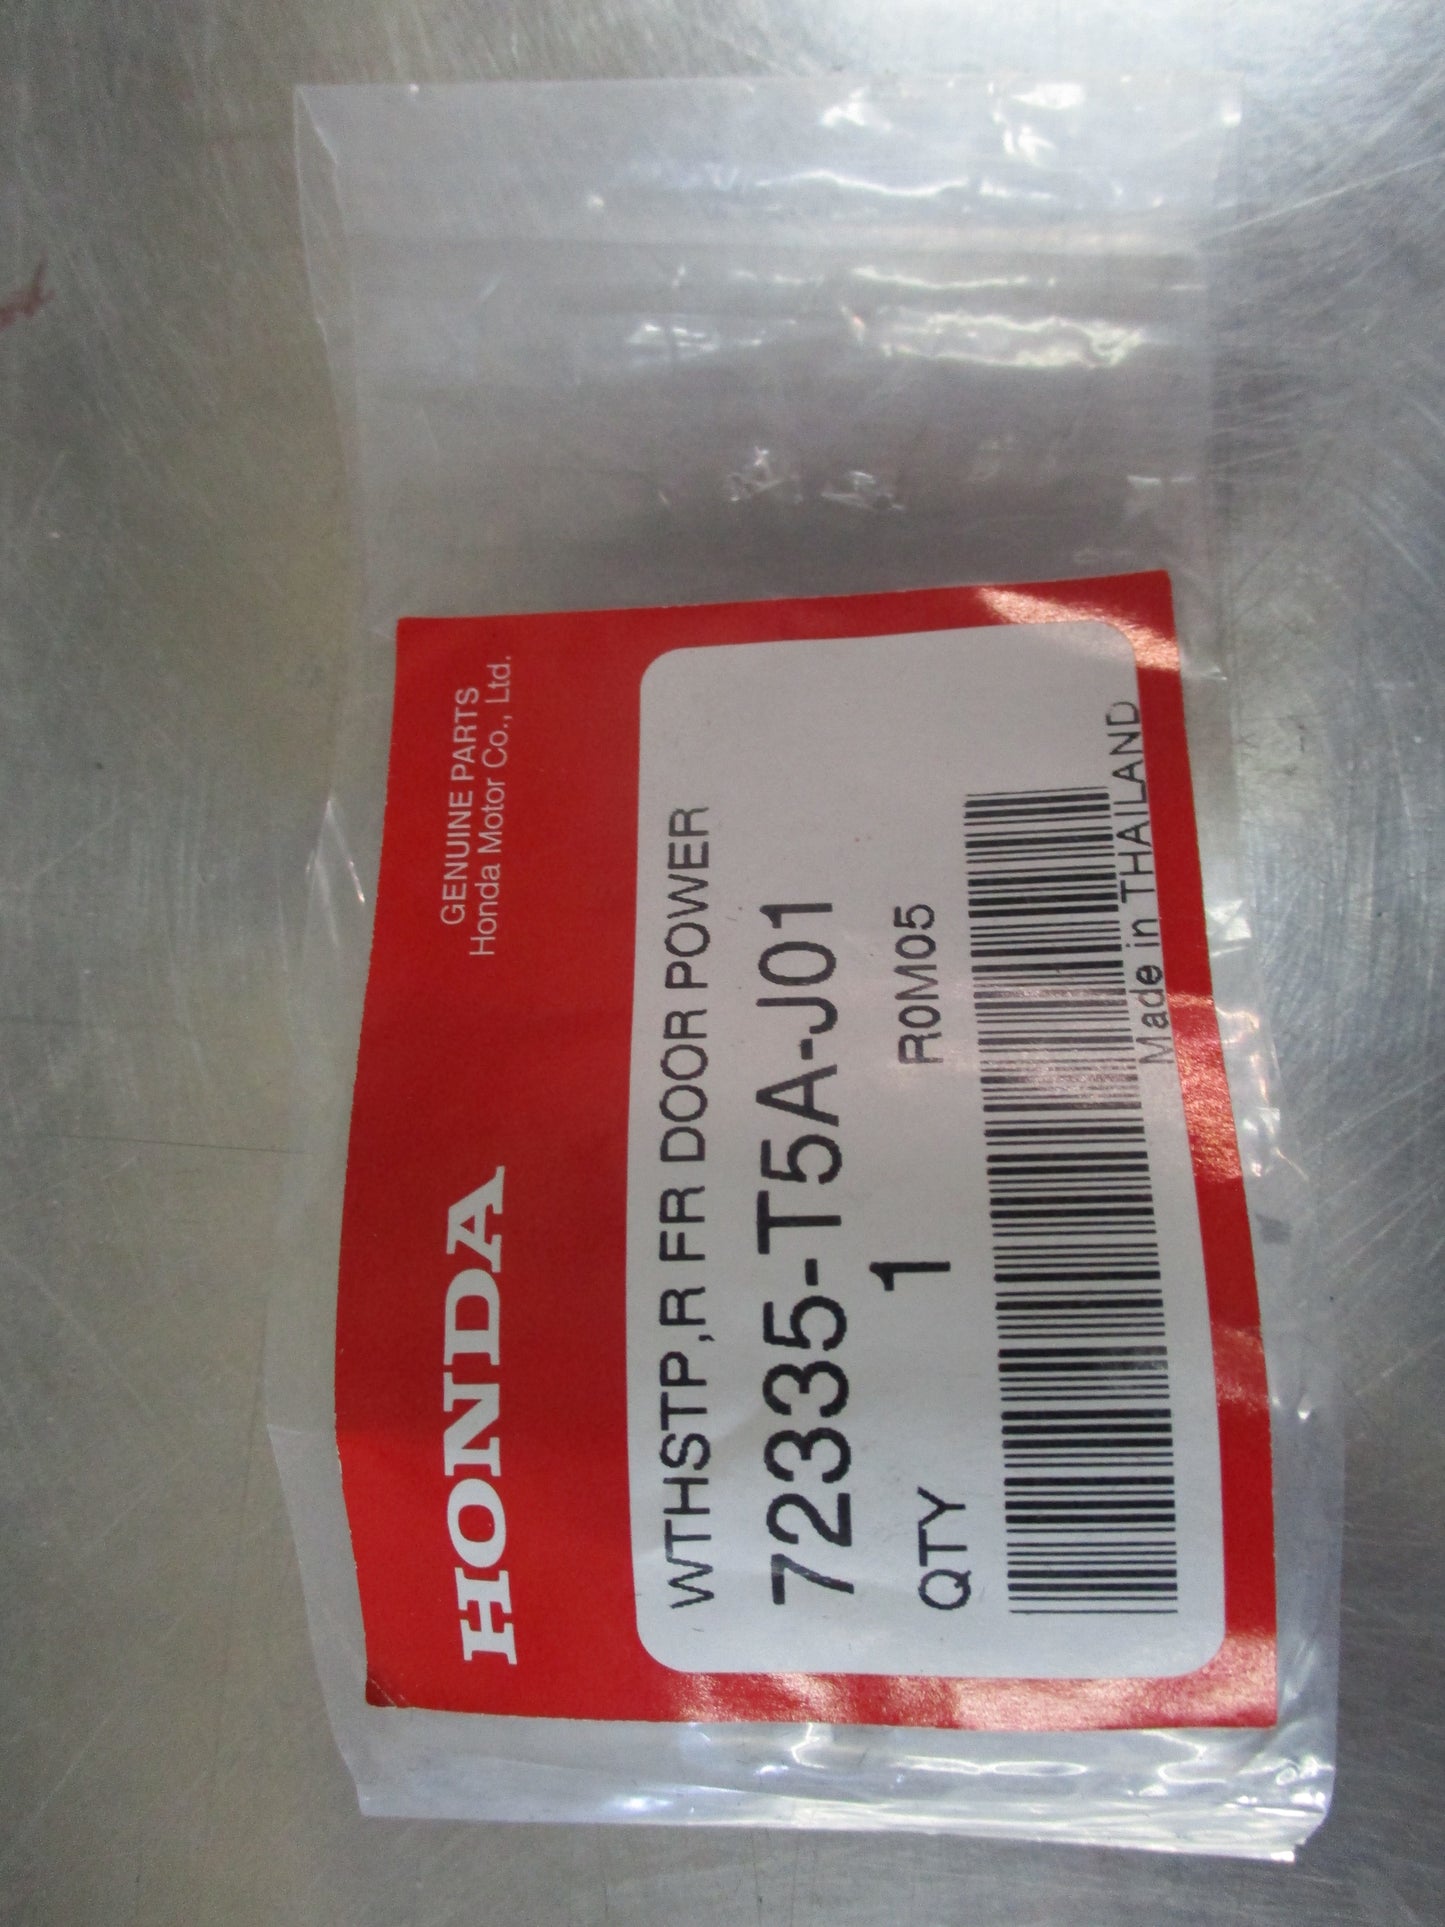 HONDA
GENUINE PARTS
Honda Motor Co., Ltd.
WTHSTP,R FR DOOR POWER
72335-T5A-J01
QTY 1 R0M05
Made in THAILAND